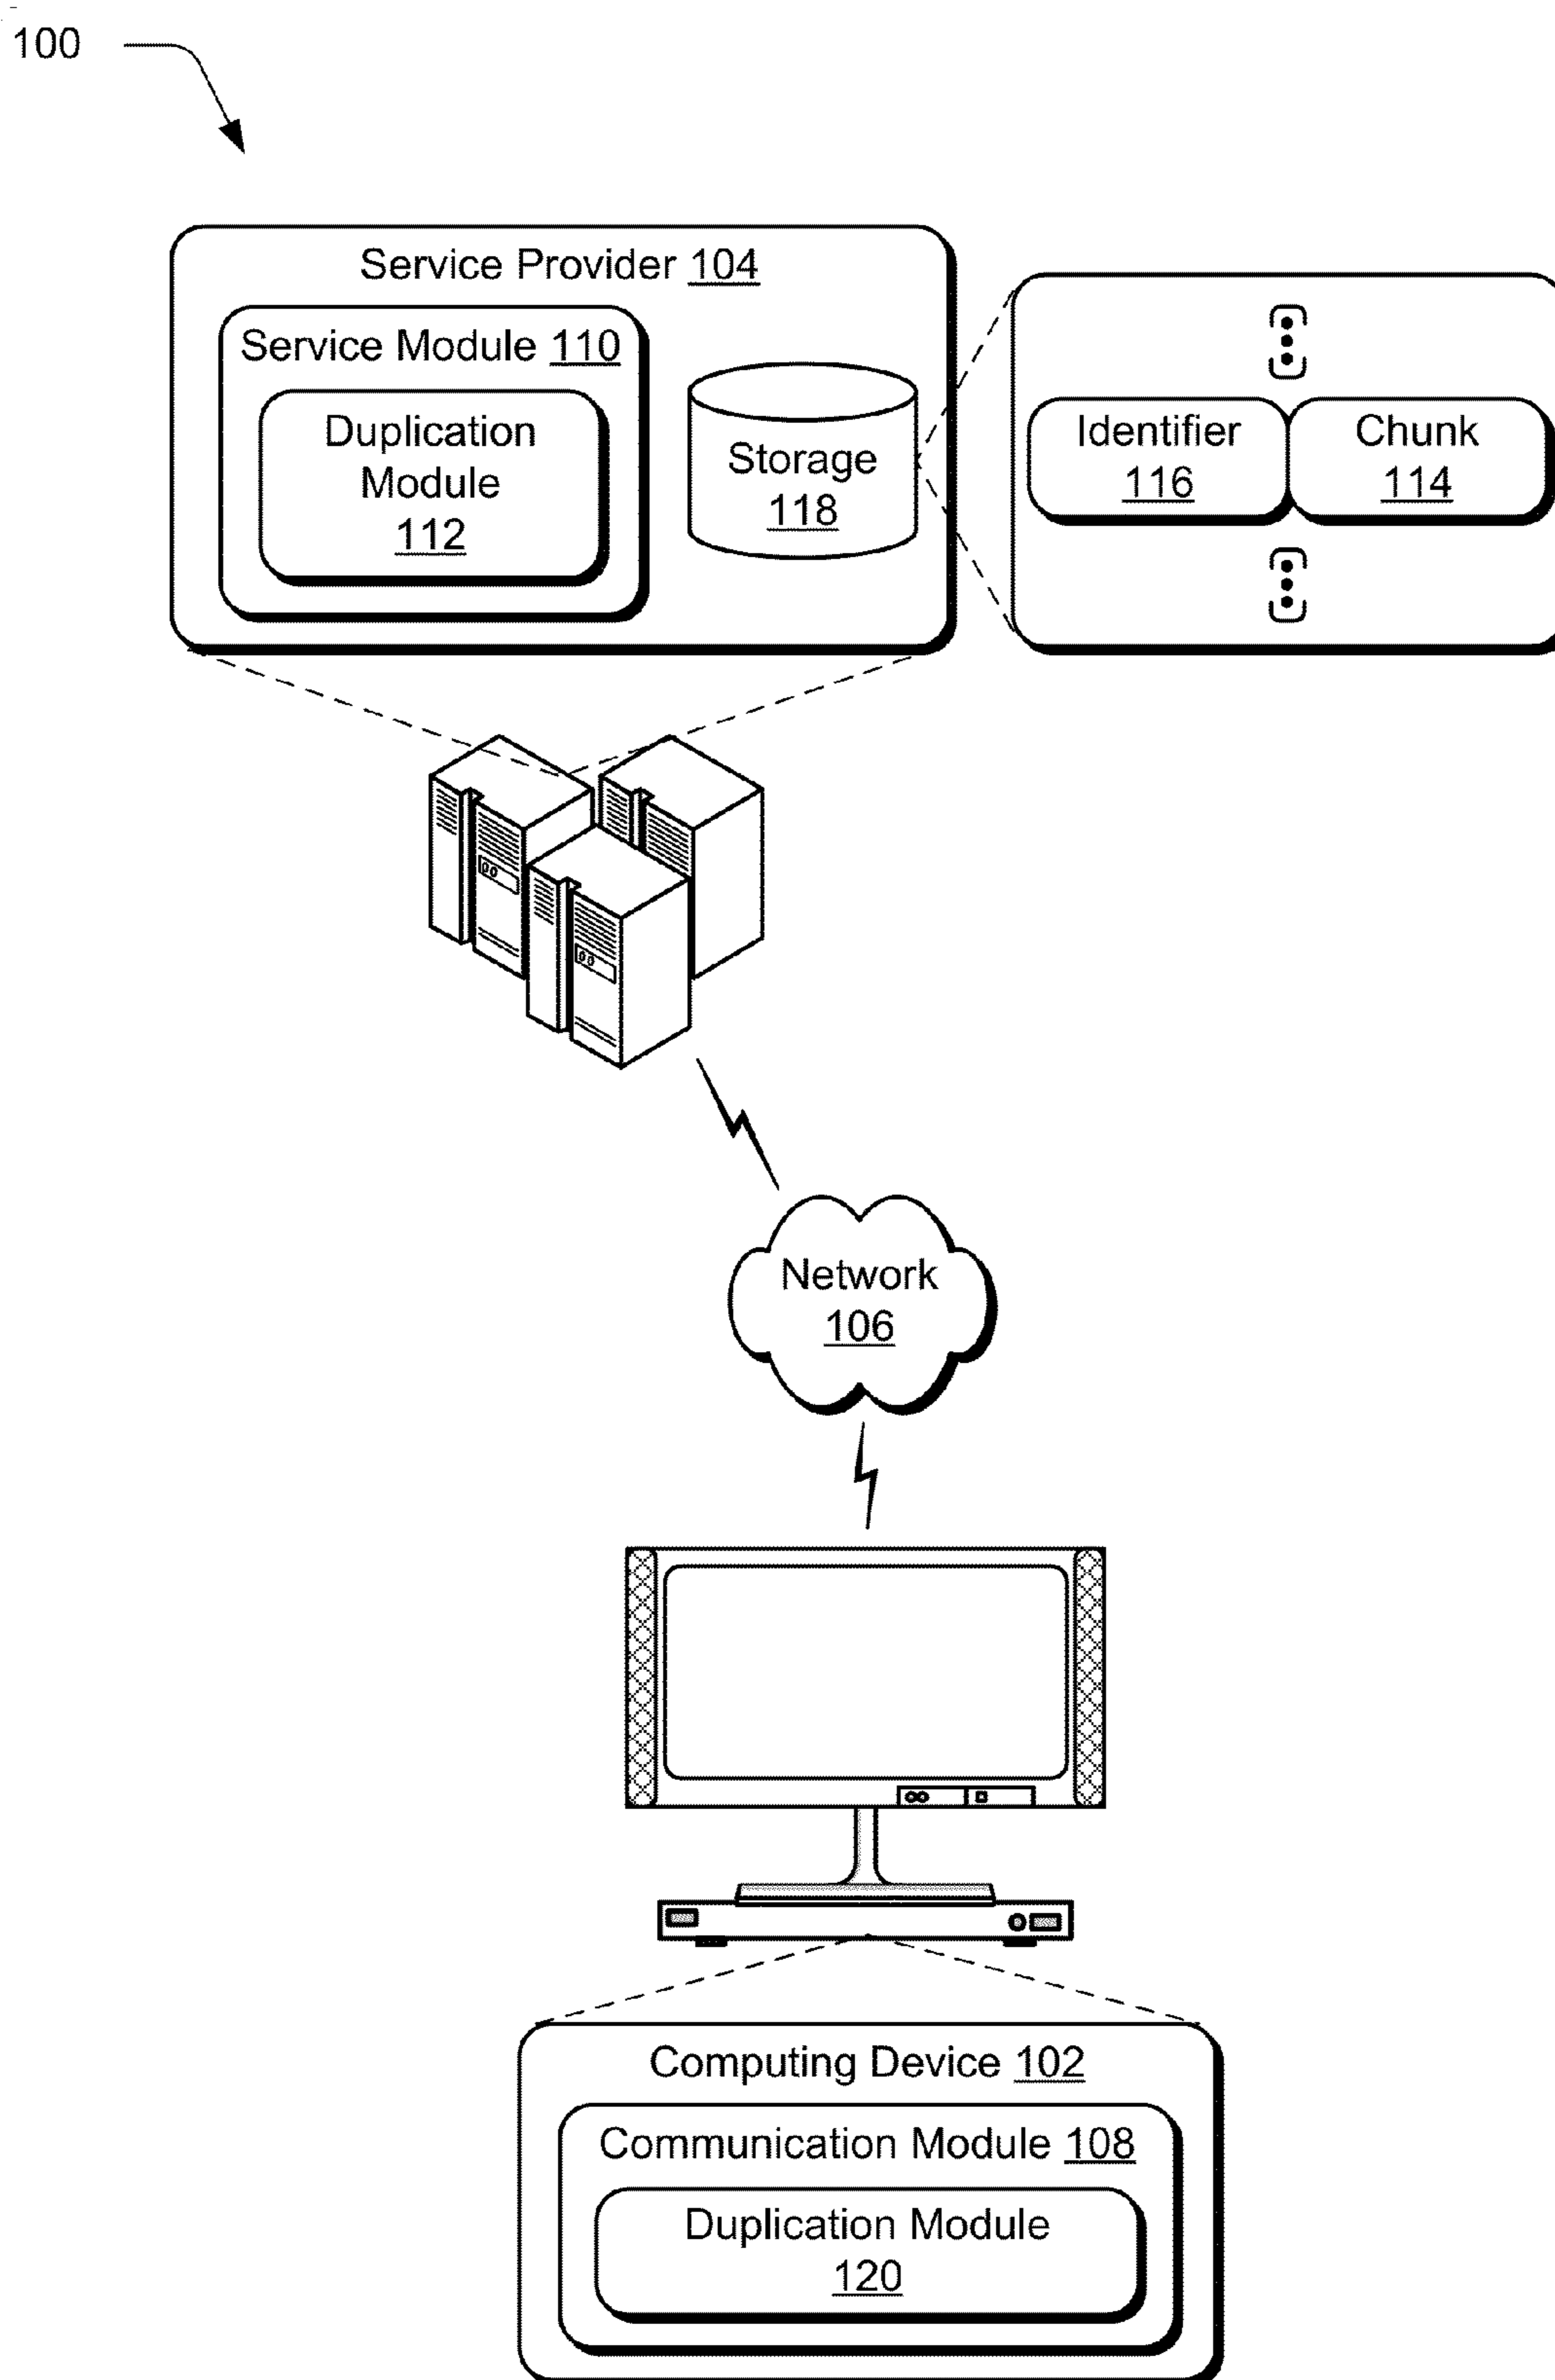 100
Service Provider 104
Service Module 110
Duplication
Module
112
Storage
118
Identifier
116
Chunk
114
Network
106
Computing Device 102
Communication Module 108
Duplication Module
120